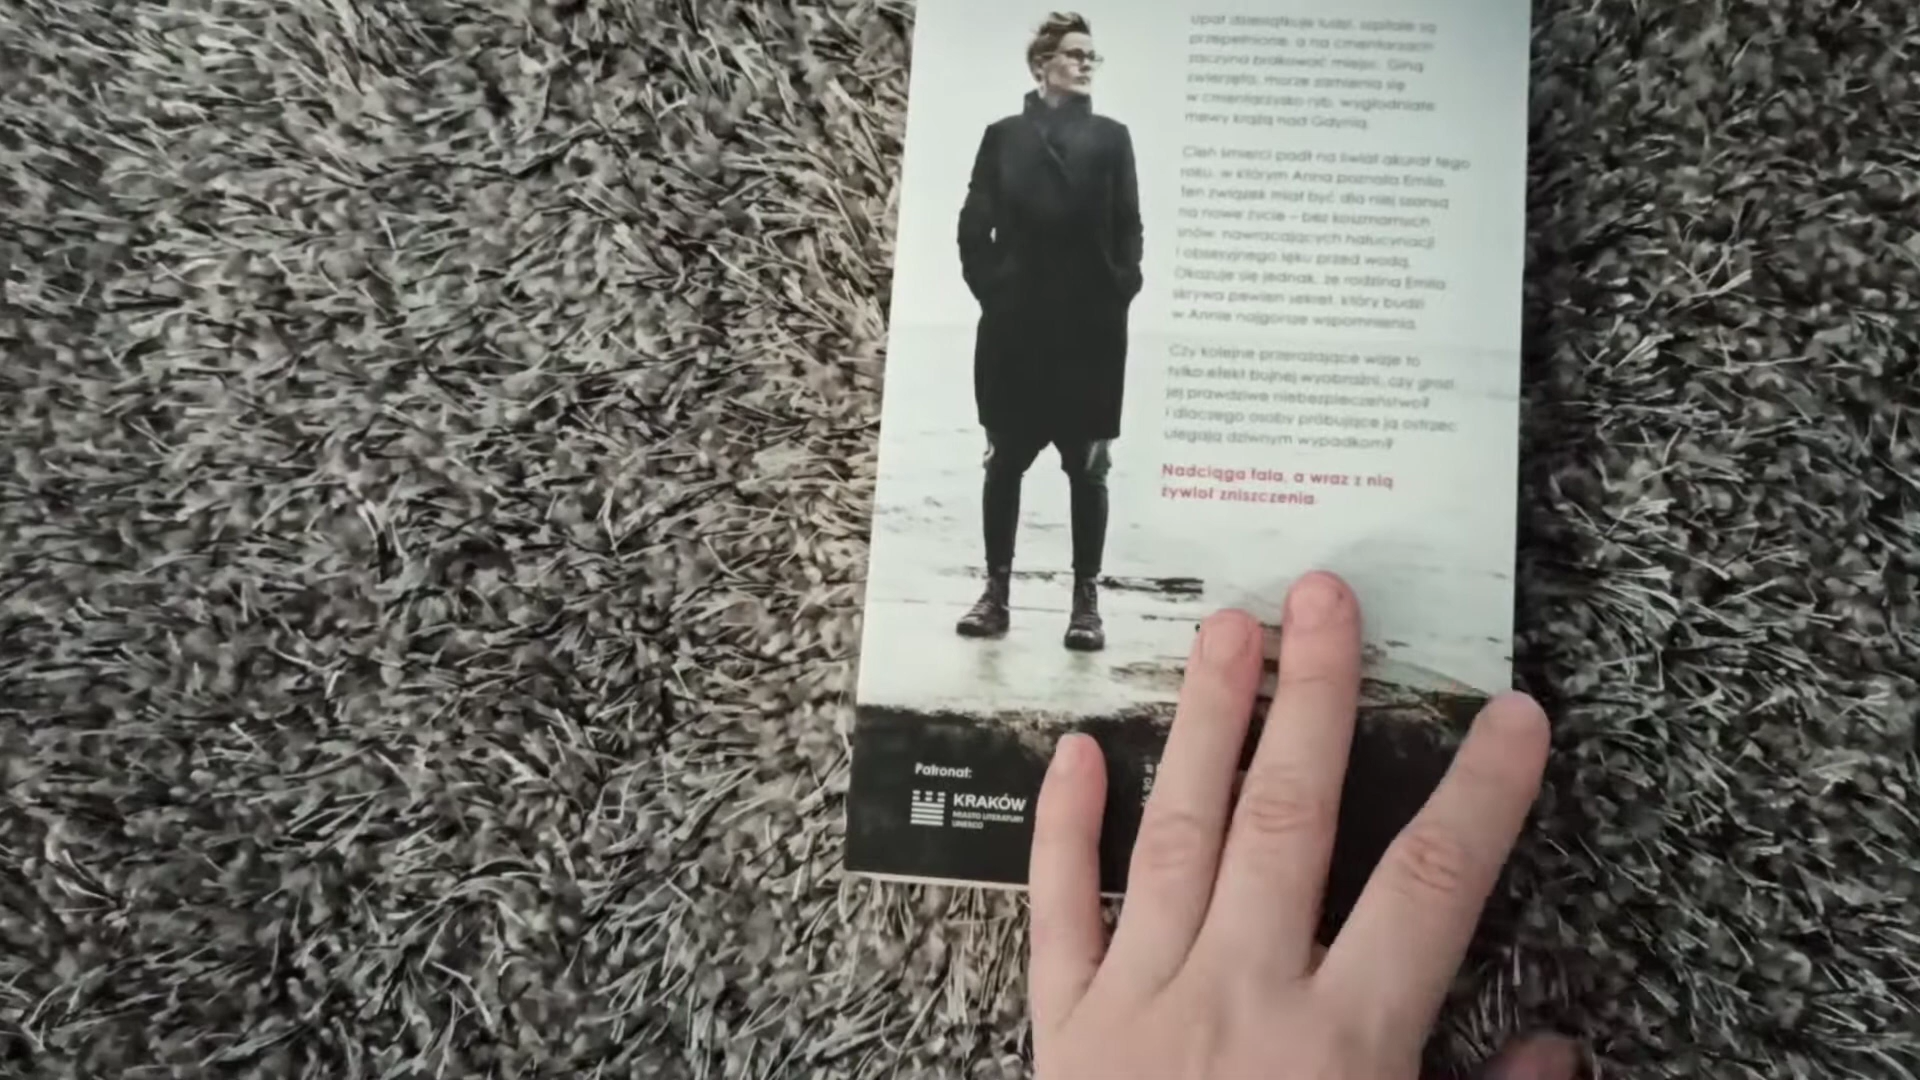 upał dziesiątkuje ludzi, szpitale są
przepełnione, a na cmentarzach
zaczyna brakować miejsc. Giną
zwierzęta, morze zamienia się
w cmentarzysko ryb, wygłodniałe
mewy krążą nad Gdynią.
Cień śmierci padł na świat akurat tego
roku, w którym Anna poznała Emila.
Ten związek miał być dla niej szansą
na nowe życie – bez koszmarnych
snów, nawracających halucynacji
i obsesyjnego lęku przed wodą.
Okazuje się jednak, że rodzina Emila
skrywa pewien sekret, który budzi
w Annie najgorsze wspomnienia.
Czy kolejne przerażające wizje to
tylko efekt bujnej wyobraźni, czy grozi
jej prawdziwe niebezpieczeństwo?
I dlaczego osoby próbujące ją ostrzec
ulegają dziwnym wypadkom?
Nadciąga fala, a wraz z nią
żywioł zniszczenia.
Patronat:
KRAKÓW
MIASTO LITERATURY
UNESCO